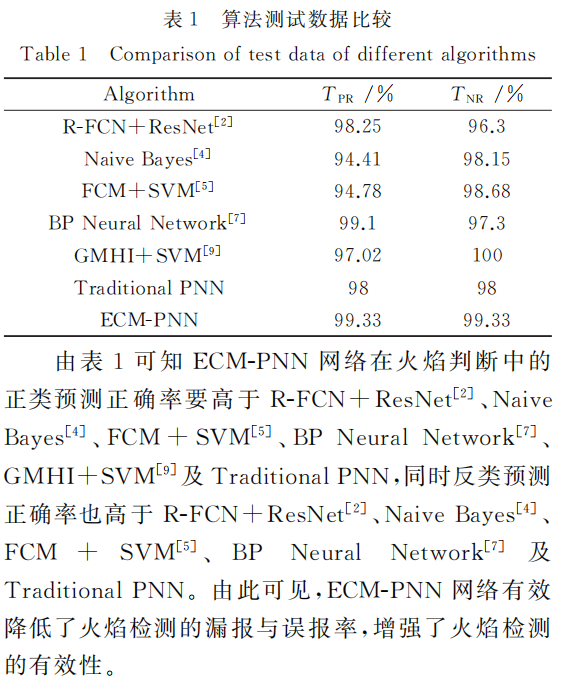 表 1 算法测试数据比较
Table 1 Comparison of test data of different algorithms
Algorithm T_PR /% T_NR /%
R-FCN+ResNet[2] 98.25 96.3
Naive Bayes[4] 94.41 98.15
FCM+SVM[5] 94.78 98.68
BP Neural Network[7] 99.1 97.3
GMHI+SVM[9] 97.02 100
Traditional PNN 98 98
ECM-PNN 99.33 99.33
由表 1 可知 ECM-PNN 网络在火焰判断中的
正类预测正确率要高于 R-FCN+ResNet[2]、Naive
Bayes[4]、FCM + SVM[5]、BP Neural Network[7]、
GMHI+SVM[9]及 Traditional PNN,同时反类预测
正确率也高于 R-FCN+ResNet[2]、Naive Bayes[4]、
FCM + SVM[5]、BP Neural Network[7] 及
Traditional PNN。由此可见,ECM-PNN 网络有效
降低了火焰检测的漏报与误报率,增强了火焰检测
的有效性。